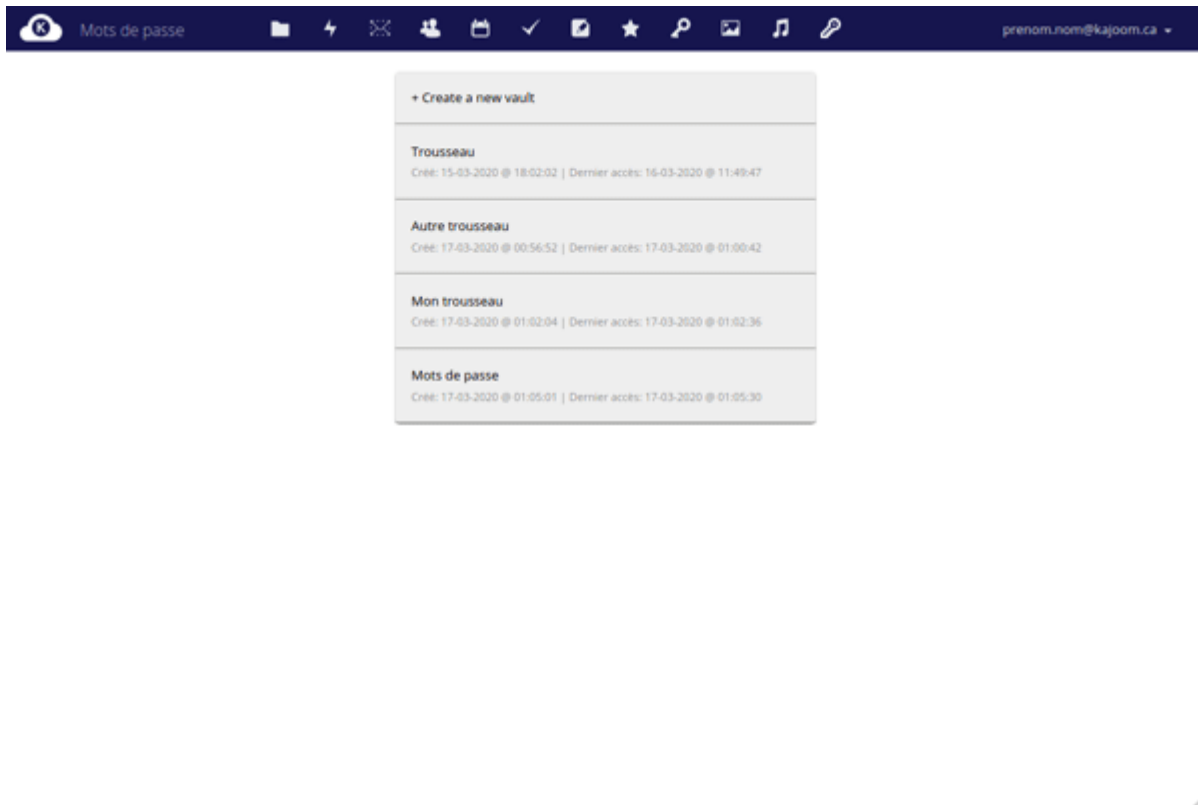 K
Mots de passe
prenom.nom@kajoom.ca
+ Create a new vault
Trousseau
Créé: 15-03-2020 @ 18:02:02 | Dernier accès: 16-03-2020 @ 11:49:47
Autre trousseau
Créé: 17-03-2020 @ 00:56:52 | Dernier accès: 17-03-2020 @ 01:00:42
Mon trousseau
Créé: 17-03-2020 @ 01:02:04 | Dernier accès: 17-03-2020 @ 01:02:36
Mots de passe
Créé: 17-03-2020 @ 01:05:01 | Dernier accès: 17-03-2020 @ 01:05:30